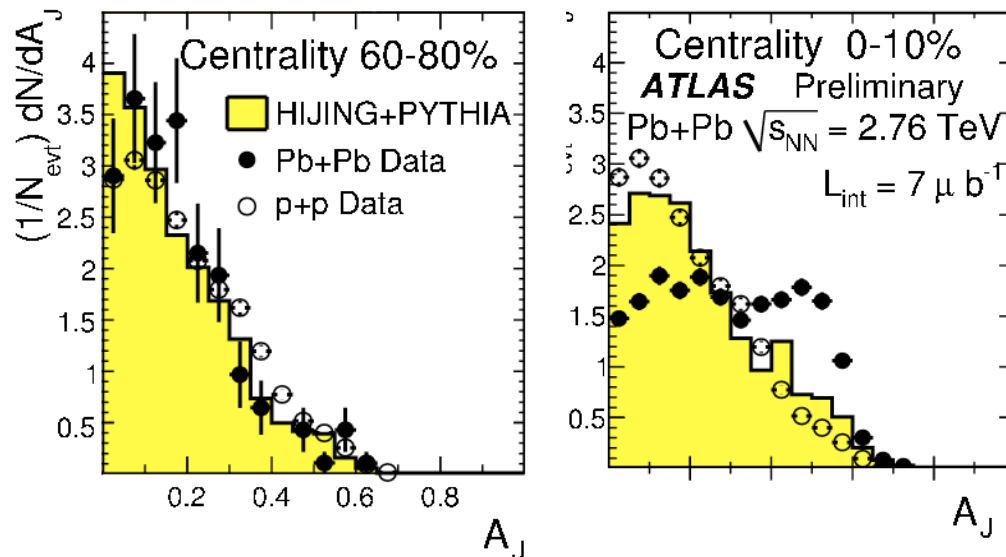 (1/N_evt) dN/dA_J
4
3.5
3
2.5
2
1.5
1
0.5
Centrality 60-80%
HIJING+PYTHIA
Pb+Pb Data
p+p Data
0.2 0.4 0.6 0.8
A_J
4
3.5
3
2.5
2
1.5
1
0.5
Centrality 0-10%
ATLAS Preliminary
Pb+Pb √s_NN = 2.76 TeV
L_int = 7 μ b⁻¹
A_J